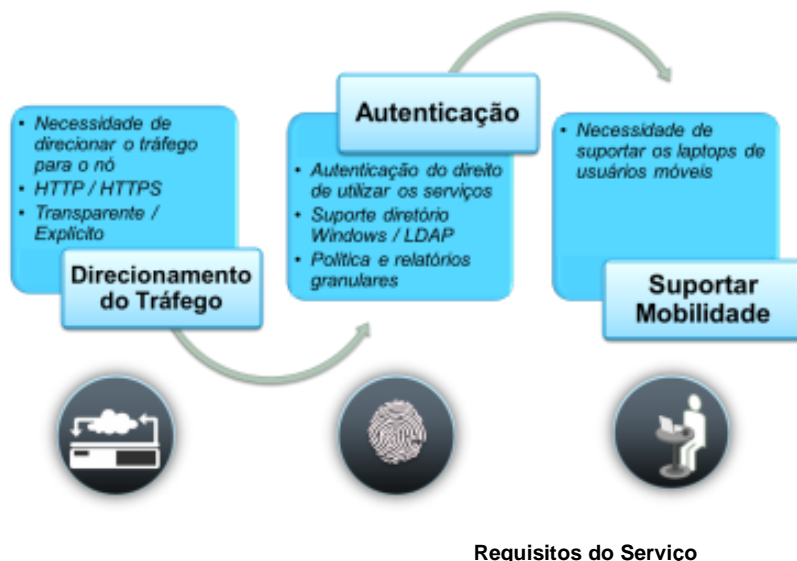 • Necessidade de
direcionar o tráfego
para o nó
• HTTP / HTTPS
• Transparente /
Explícito
Direcionamento
do Tráfego
Autenticação
• Autenticação do direito
de utilizar os serviços
• Suporte diretório
Windows / LDAP
• Política e relatórios
granulares
• Necessidade de
suportar os laptops de
usuários móveis
Suportar
Mobilidade
Requisitos do Serviço